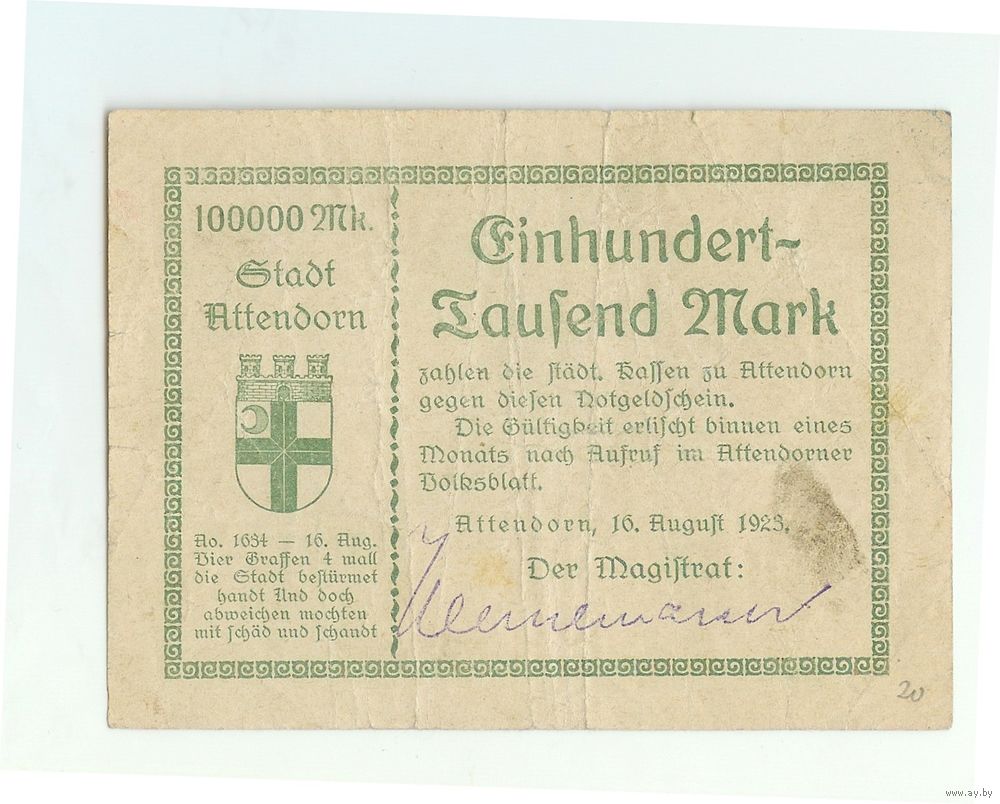 100000 Mk.
Stadt
Attendorn
Ao. 1634 — 16. Aug.
Vier Graffen 4 mall
die Stadt bestürmet
handt Und doch
abweichen mochten
mit schäd und schandt
Einhundert-
Tausend Mark
zahlen die städt. Kassen zu Attendorn
gegen diesen Notgeldschein.
Die Gültigkeit erlischt binnen eines
Monats nach Aufruf im Attendorner
Volksblatt.
Attendorn, 16. August 1923.
Der Magistrat:
20
www.ay.by